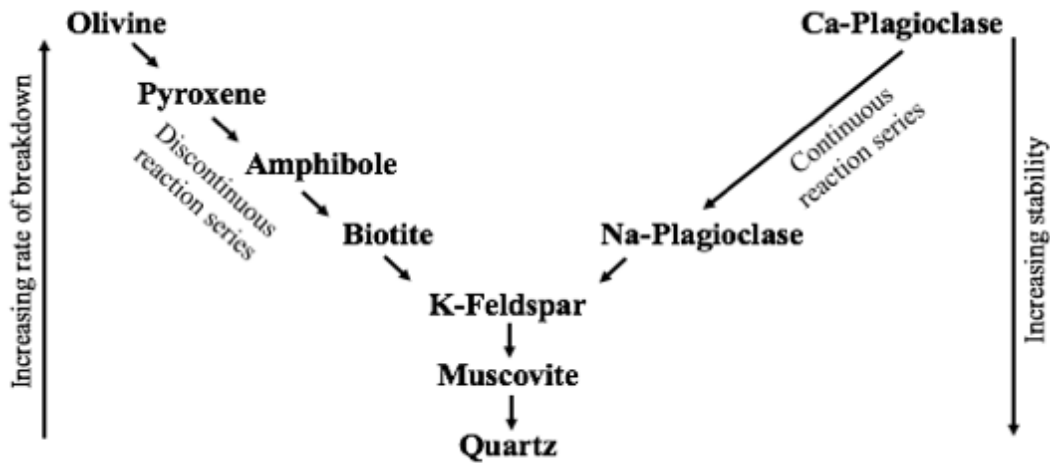 Olivine
Ca-Plagioclase
Pyroxene
Amphibole
Biotite
Na-Plagioclase
K-Feldspar
Muscovite
Quartz
Increasing rate of breakdown
Discontinuous
reaction series
Continuous
reaction series
Increasing stability